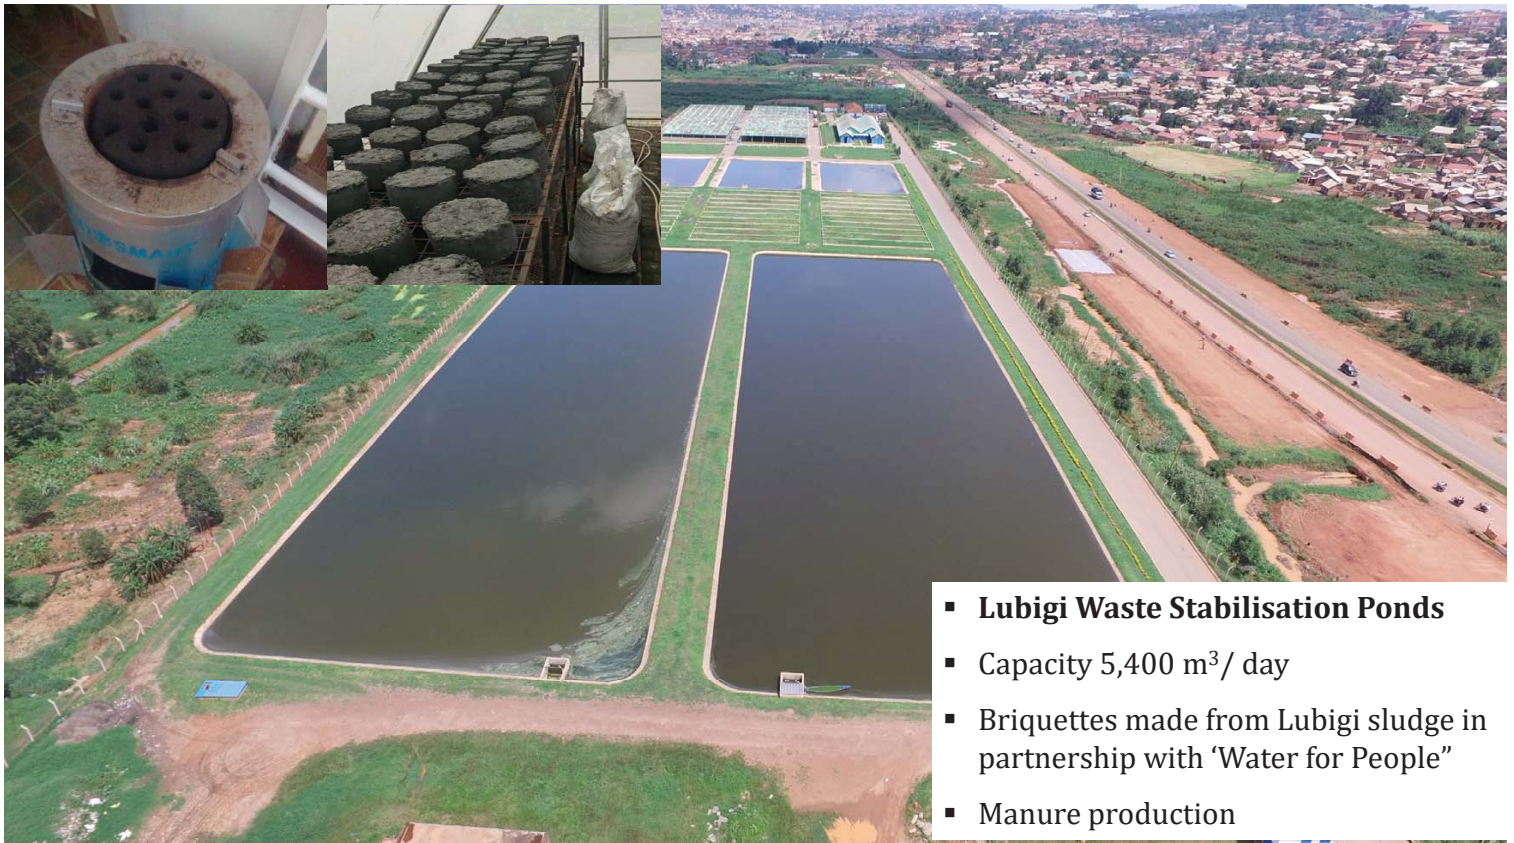 ▪ Lubigi Waste Stabilisation Ponds
▪ Capacity 5,400 m³/ day
▪ Briquettes made from Lubigi sludge in
partnership with ‘Water for People”
▪ Manure production